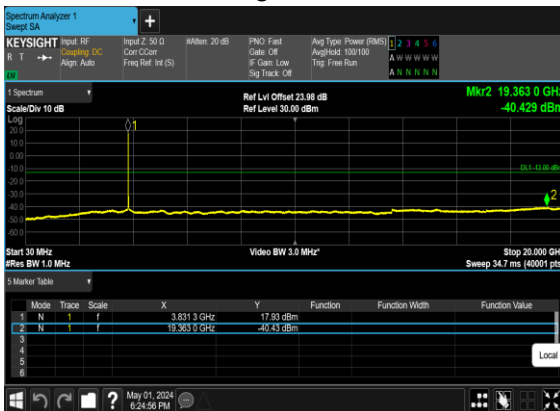 Spectrum Analyzer 1
Swept SA
KEYSIGHT Input: RF Input Z: 50 Ω #Atten: 20 dB PNO: Fast Avg Type: Power (RMS) 1 2 3 4 5 6
R T Coupling: DC Corr CCorr Gate: Off Avg|Hold: 100/100 A W W W W W
Align: Auto Freq Ref: Int (S) IF Gain: Low Trig: Free Run
Sig Track: Off A N N N N N
1 Spectrum Ref Lvl Offset 23.98 dB Mkr2 19.363 0 GHz
Scale/Div 10 dB Ref Level 30.00 dBm -40.429 dBm
Log
20.0 1
10.0
0.00
-10.0 DL1 -13.00 dBm
-20.0
-30.0
-40.0 2
-50.0
-60.0
Start 30 MHz Video BW 3.0 MHz* Stop 20.000 GH
#Res BW 1.0 MHz Sweep 34.7 ms (40001 pts
5 Marker Table
Mode Trace Scale X Y Function Function Width Function Value
1 N 1 f 3.831 3 GHz 17.93 dBm
2 N 1 f 19.363 0 GHz -40.43 dBm
3
4
5
6
Local
? May 01, 2024
6:24:56 PM